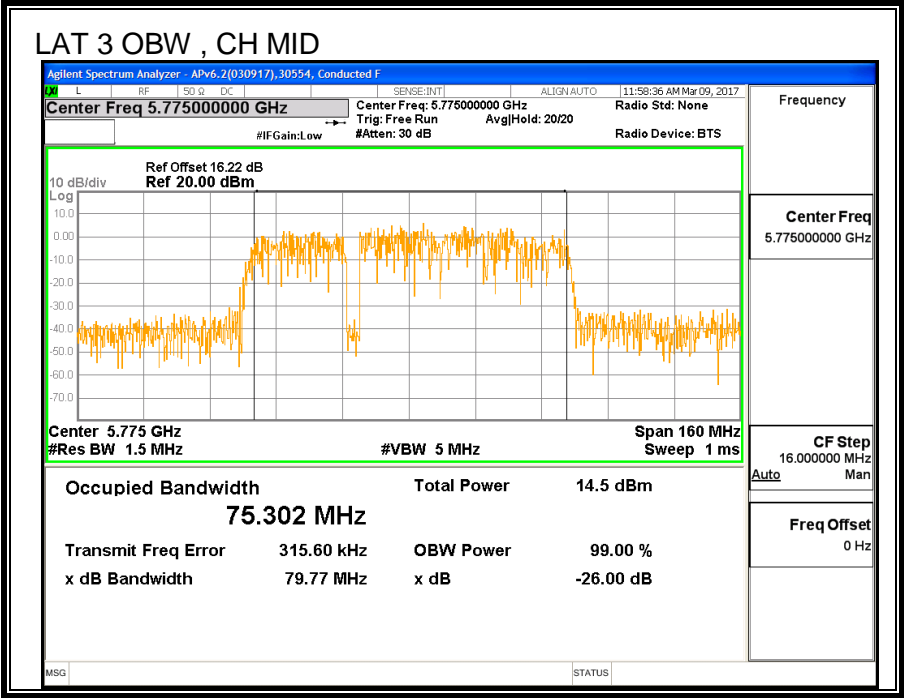 LAT 3 OBW , CH MID
Agilent Spectrum Analyzer - APv6.2(030917),30554, Conducted F
LXI L RF 50 Ω DC SENSE:INT ALIGNAUTO 11:58:36 AM Mar 09, 2017
Center Freq 5.775000000 GHz
Center Freq: 5.775000000 GHz Radio Std: None
Trig: Free Run Avg|Hold: 20/20
#IFGain:Low #Atten: 30 dB Radio Device: BTS
Ref Offset 16.22 dB
10 dB/div Ref 20.00 dBm
Log
10.0
0.00
-10.0
-20.0
-30.0
-40.0
-50.0
-60.0
-70.0
Center 5.775 GHz Span 160 MHz
#Res BW 1.5 MHz #VBW 5 MHz Sweep 1 ms
Occupied Bandwidth Total Power 14.5 dBm
75.302 MHz
Transmit Freq Error 315.60 kHz OBW Power 99.00 %
x dB Bandwidth 79.77 MHz x dB -26.00 dB
Frequency
Center Freq
5.775000000 GHz
CF Step
16.000000 MHz
Auto Man
Freq Offset
0 Hz
MSG STATUS